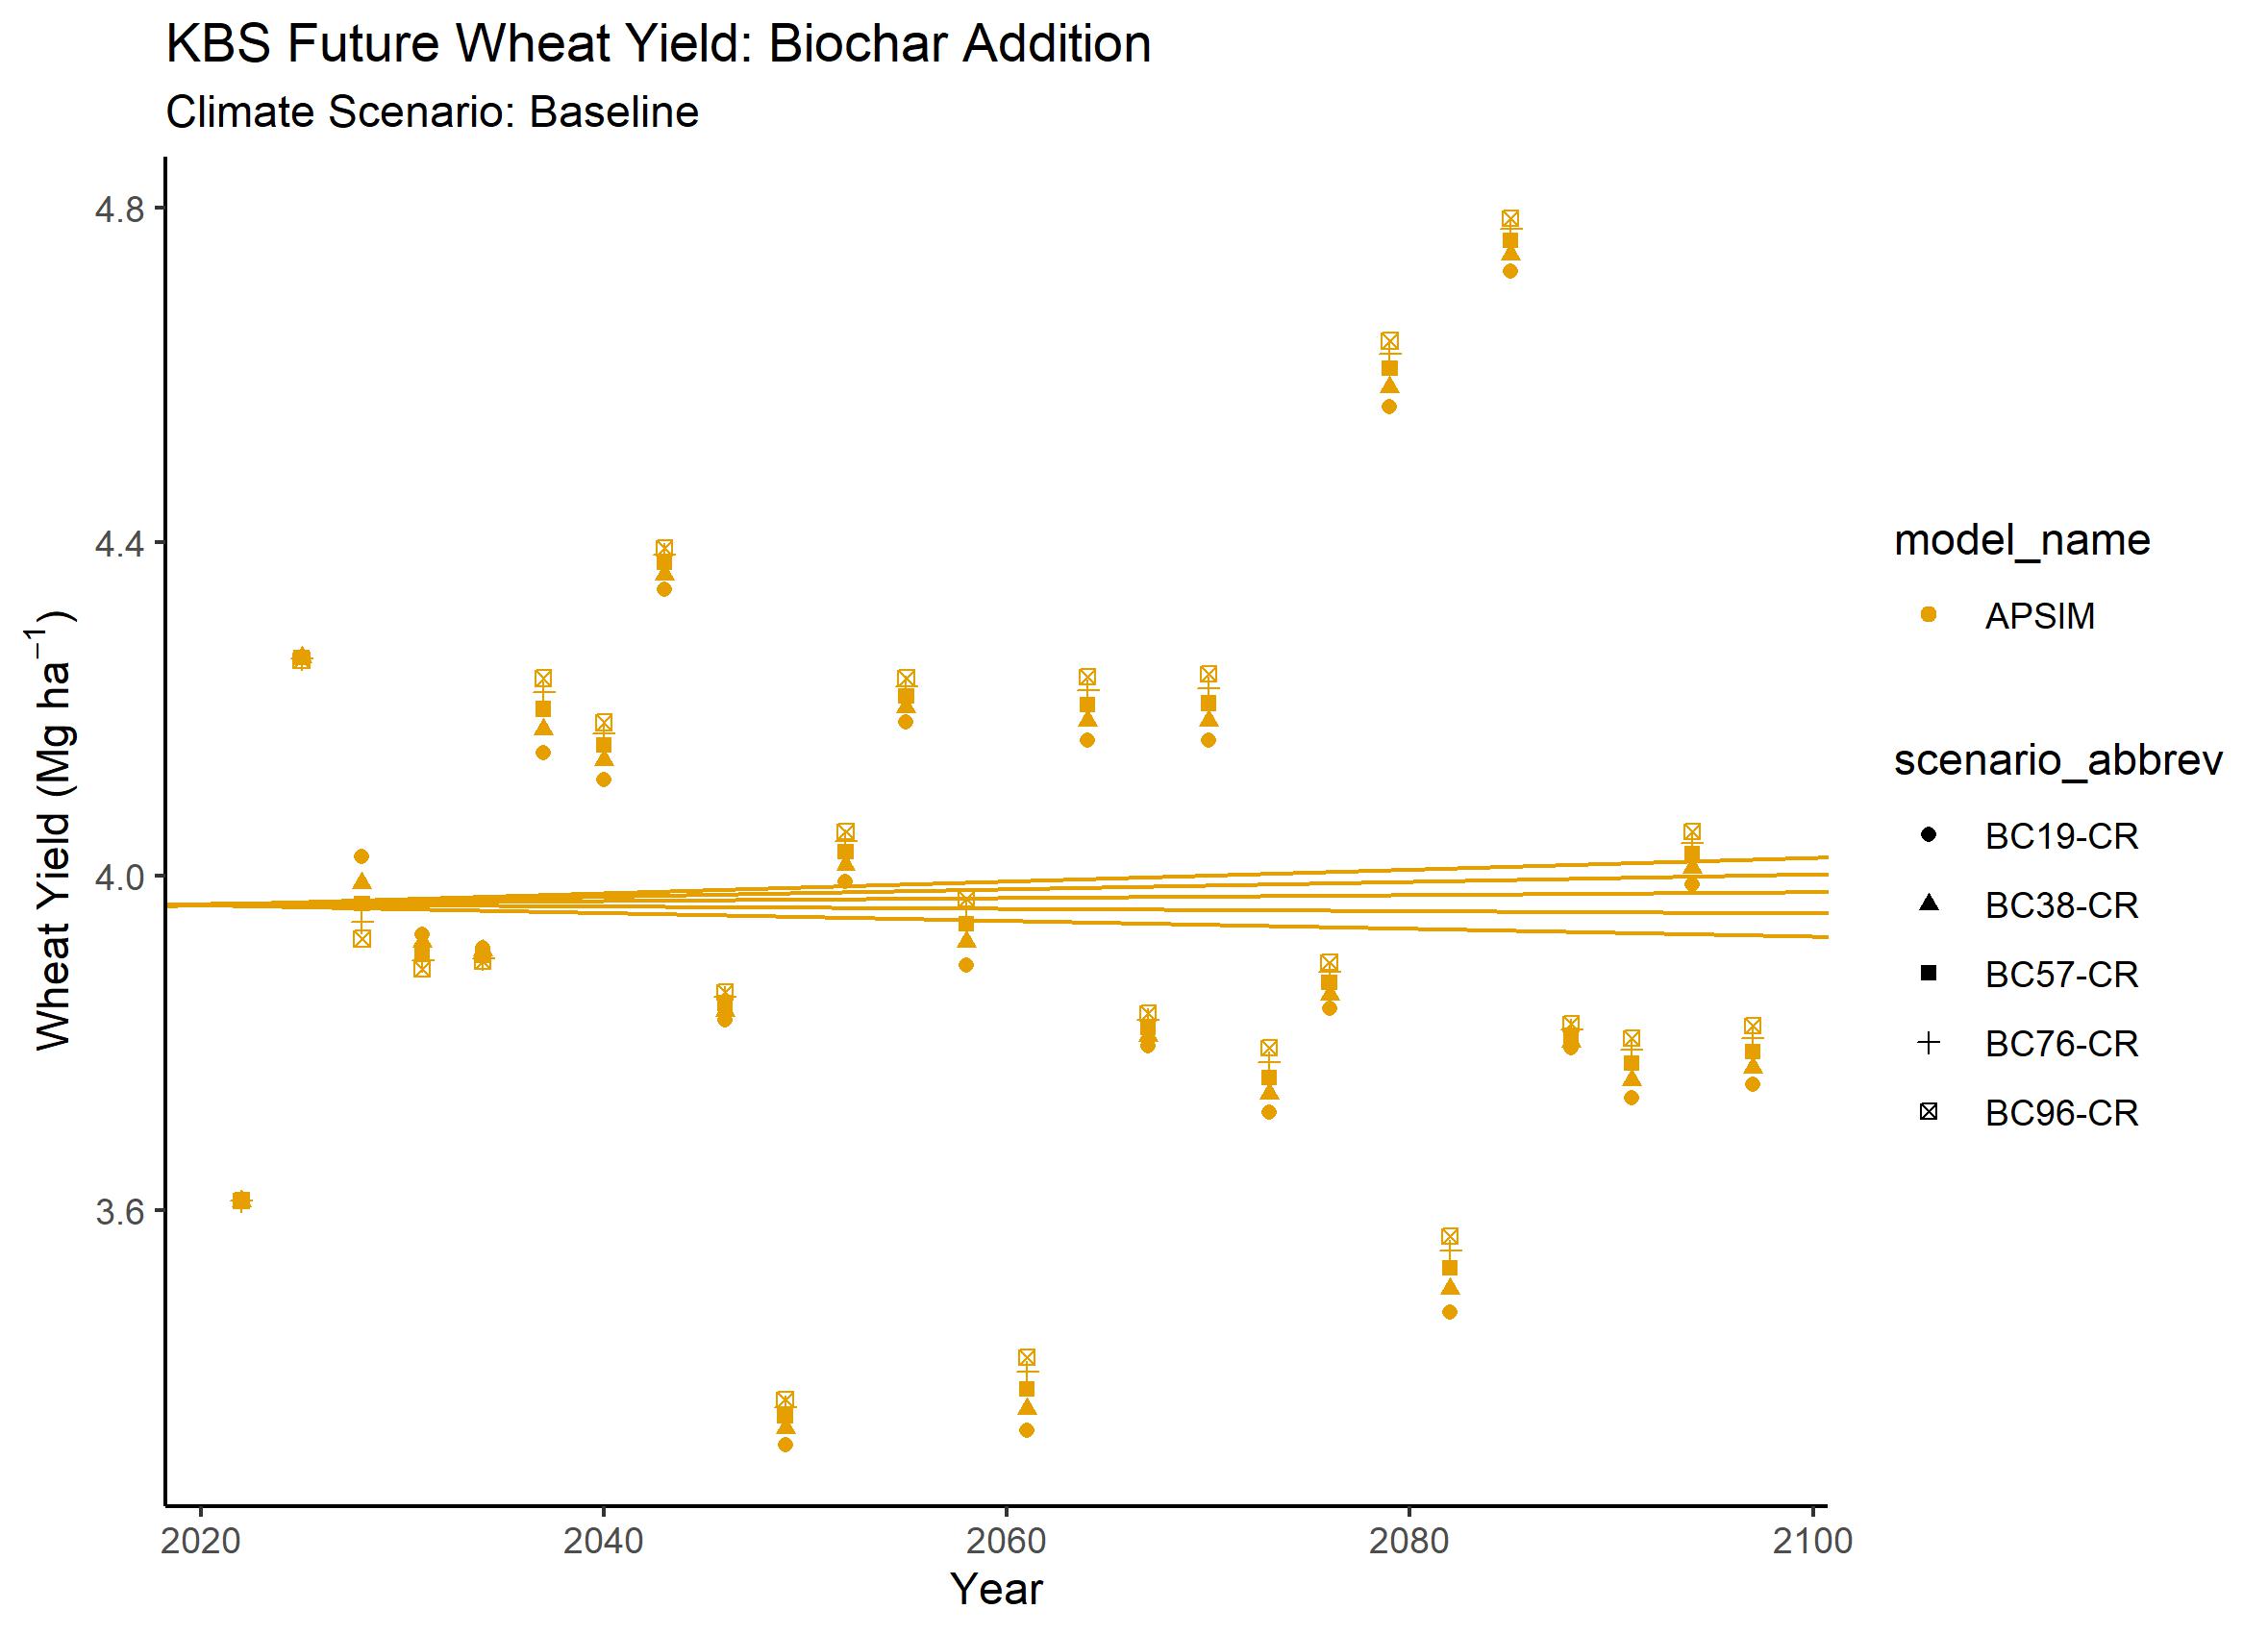 KBS Future Wheat Yield: Biochar Addition
Climate Scenario: Baseline
4.8
4.4
4.0
3.6
Wheat Yield (Mg ha⁻¹)
2020 2040 2060 2080 2100
Year
model_name
APSIM
scenario_abbrev
BC19-CR
BC38-CR
BC57-CR
BC76-CR
BC96-CR